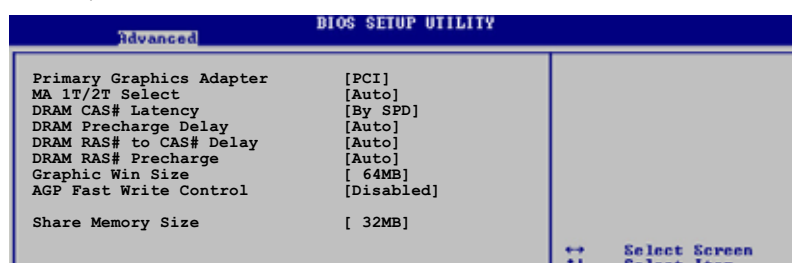 BIOS SETUP UTILITY
Advanced
Primary Graphics Adapter [PCI]
MA 1T/2T Select [Auto]
DRAM CAS# Latency [By SPD]
DRAM Precharge Delay [Auto]
DRAM RAS# to CAS# Delay [Auto]
DRAM RAS# Precharge [Auto]
Graphic Win Size [ 64MB]
AGP Fast Write Control [Disabled]
Share Memory Size [ 32MB]
↔ Select Screen
↑↓ Select Item